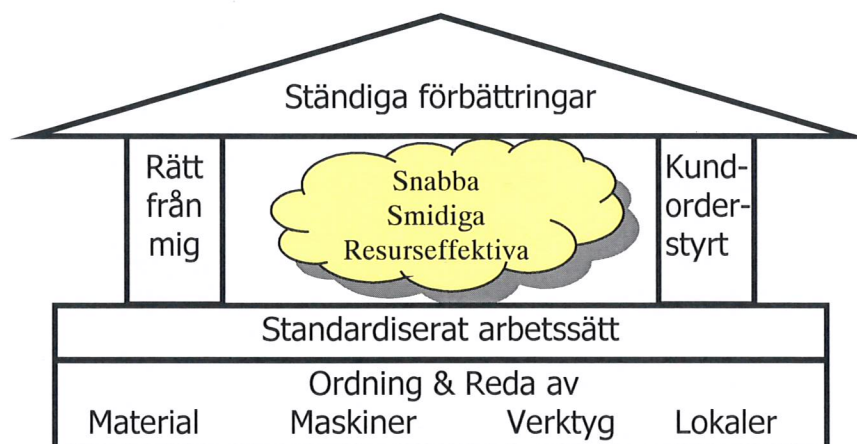 Ständiga förbättringar
Rätt
från
mig
Snabba
Smidiga
Resurseffektiva
Kund-
order-
styrt
Standardiserat arbetssätt
Ordning & Reda av
Material Maskiner Verktyg Lokaler